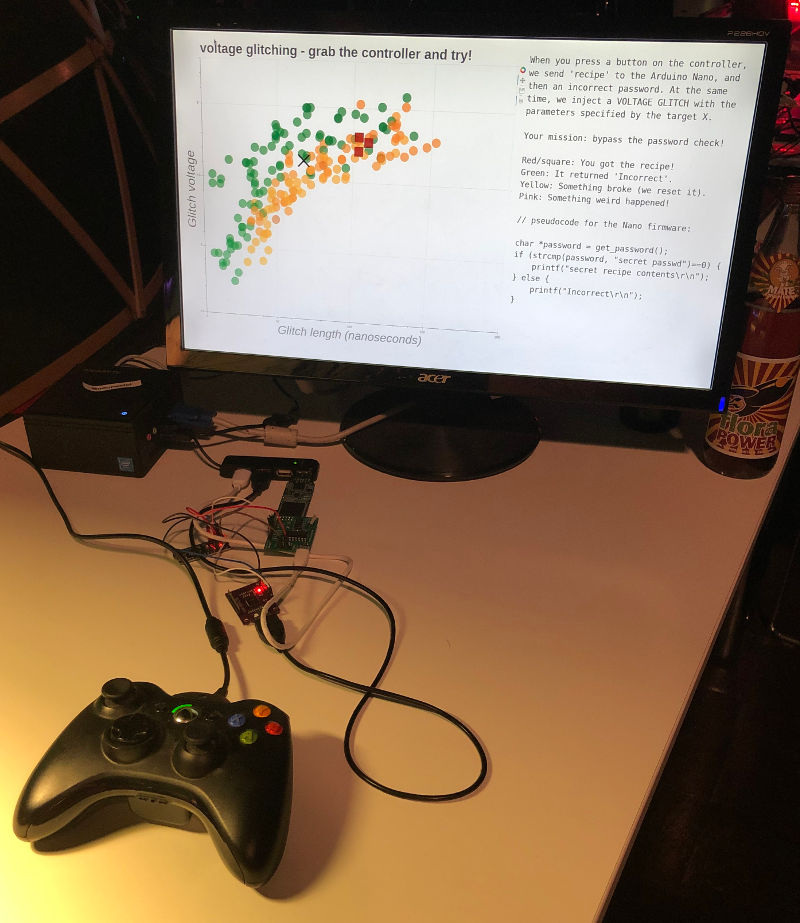 P226HQV
voltage glitching - grab the controller and try!
When you press a button on the controller,
we send 'recipe' to the Arduino Nano, and
then an incorrect password. At the same
time, we inject a VOLTAGE GLITCH with the
parameters specified by the target X.
Your mission: bypass the password check!
Red/square: You got the recipe!
Green: It returned 'Incorrect'.
Yellow: Something broke (we reset it).
Pink: Something weird happened!
// pseudocode for the Nano firmware:
char *password = get_password();
if (strcmp(password, "secret passwd")==0) {
printf("secret recipe contents\r\n");
} else {
printf("Incorrect\r\n");
}
Glitch voltage
Glitch length (nanoseconds)
acer
MATE
flora
POWER